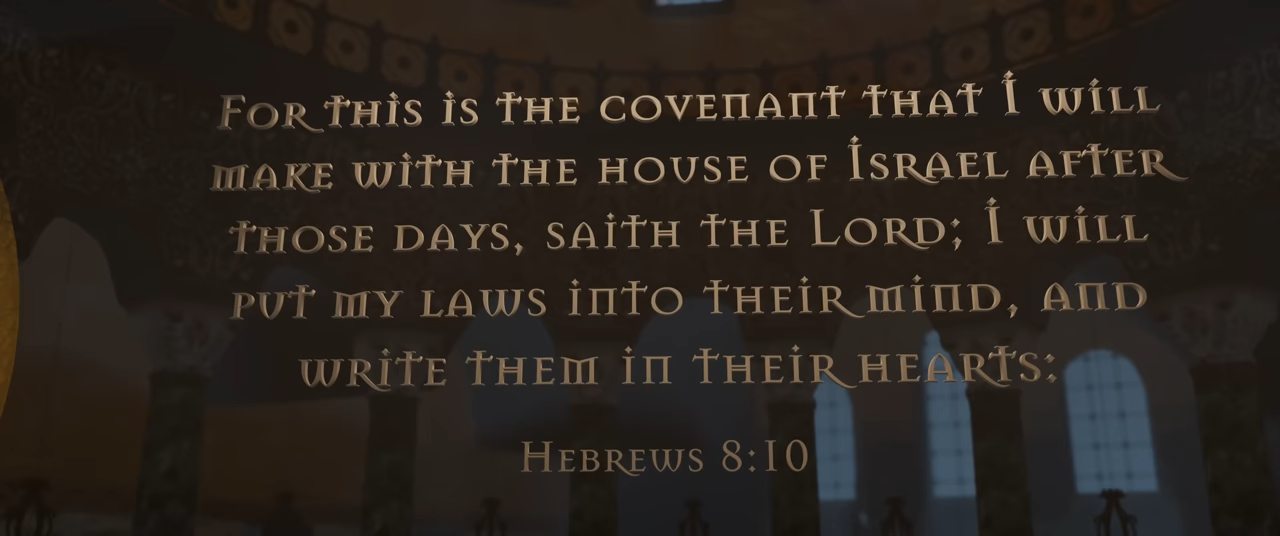 For this is the covenant that I will
make with the house of Israel after
those days, saith the Lord; I will
put my laws into their mind, and
write them in their hearts:
Hebrews 8:10